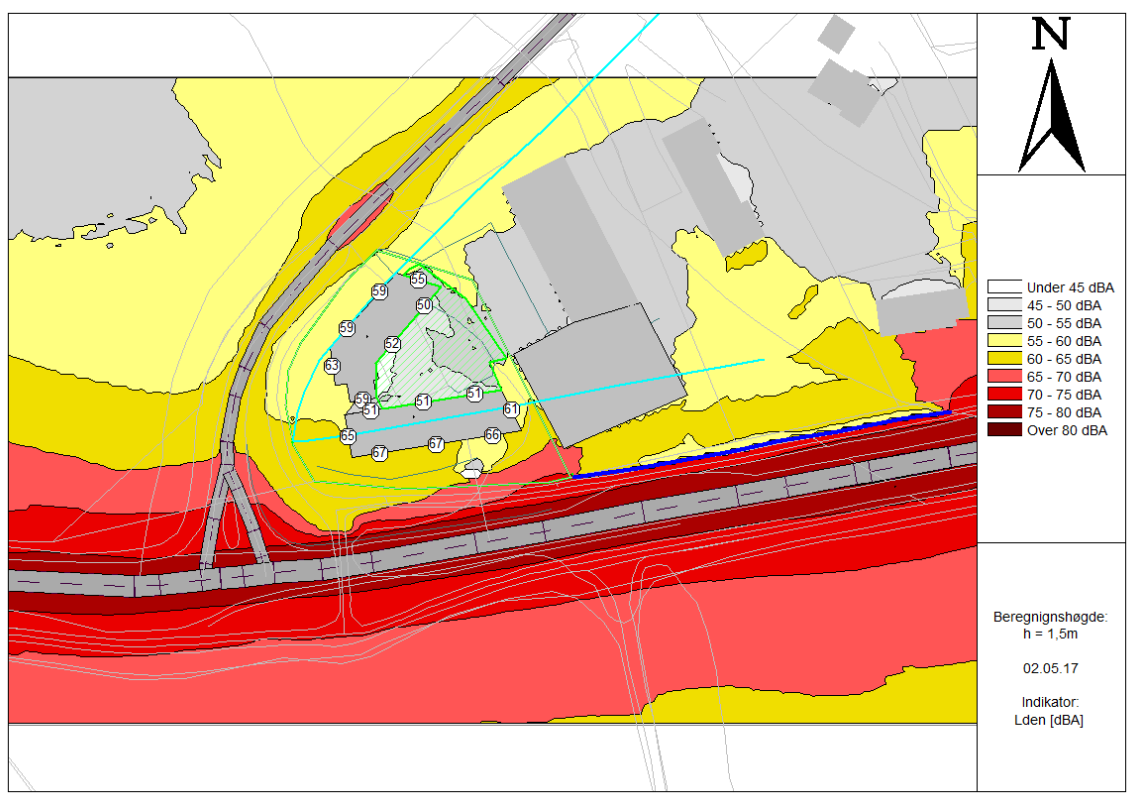 N
Under 45 dBA
45 - 50 dBA
50 - 55 dBA
55 - 60 dBA
60 - 65 dBA
65 - 70 dBA
70 - 75 dBA
75 - 80 dBA
Over 80 dBA
Beregnignshøgde:
h = 1,5m
02.05.17
Indikator:
Lden [dBA]
55
59
50
59
52
63
59
51
51
51
61
65
67
67
66